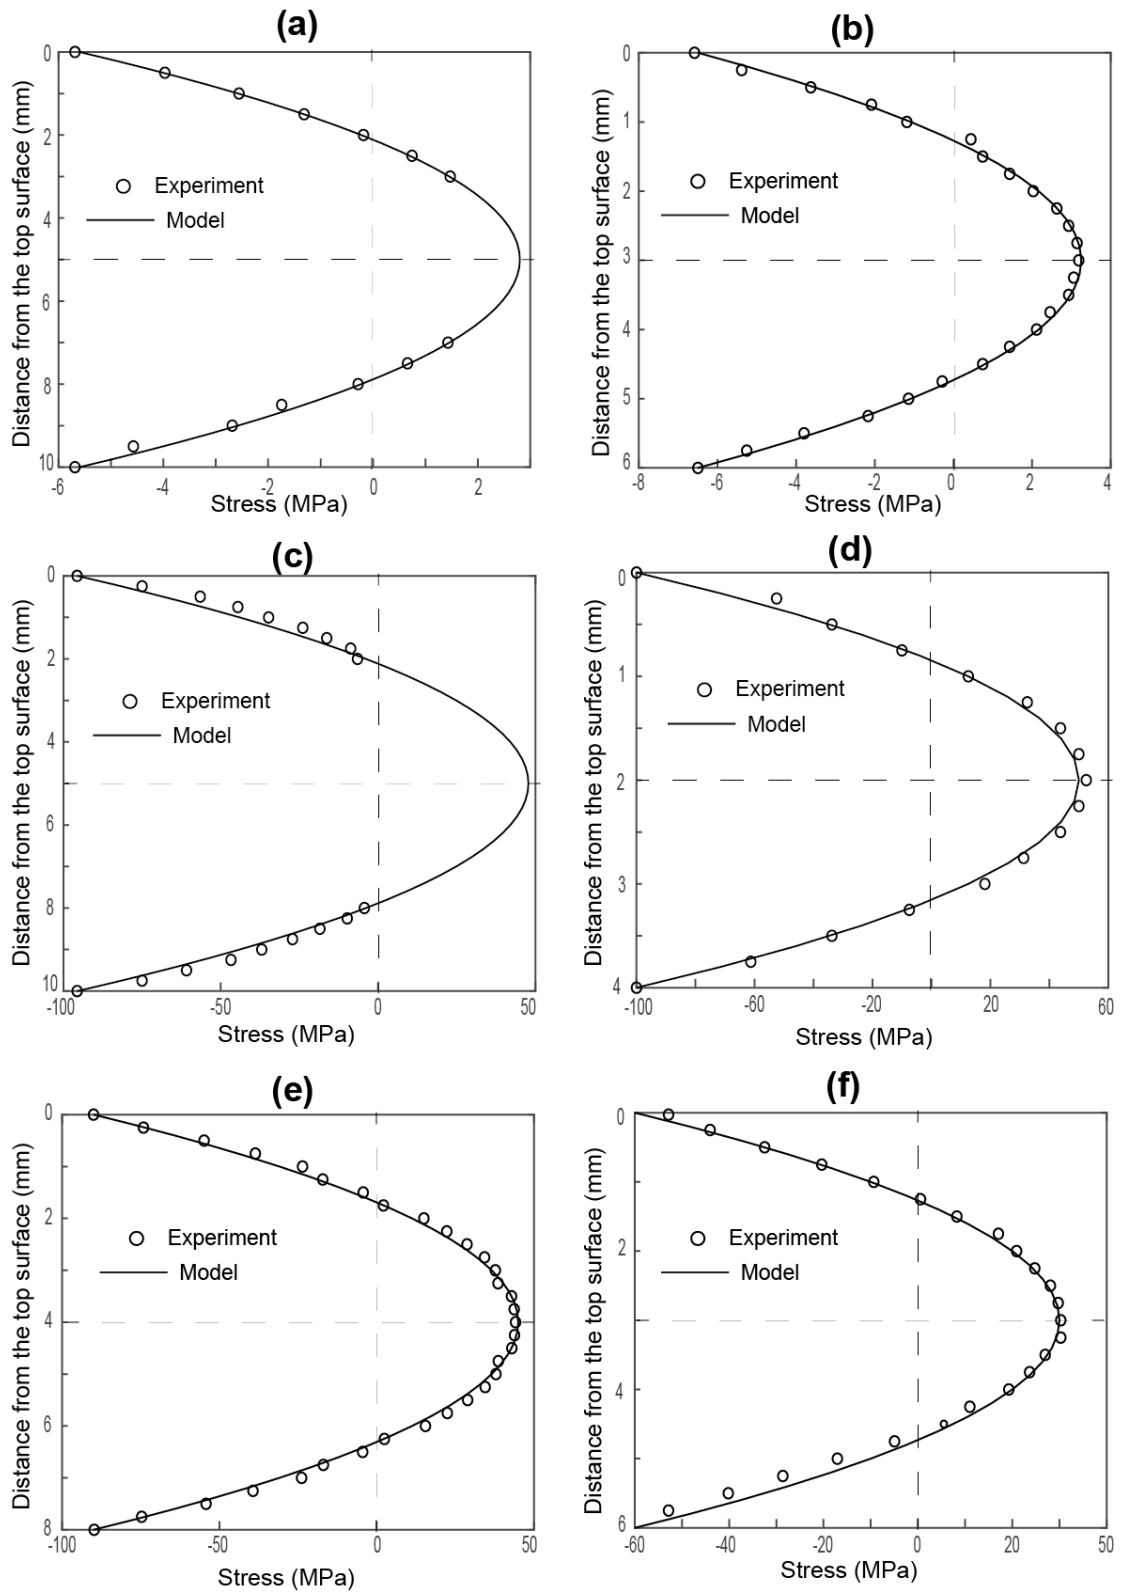 (a)
0
2
4
6
8
10
-6
-4
-2
0
2
Distance from the top surface (mm)
Experiment
Model
Stress (MPa)
(b)
0
1
2
3
4
5
6
-8
-6
-4
-2
0
2
4
Distance from the top surface (mm)
Experiment
Model
Stress (MPa)
(c)
0
2
4
6
8
10
-100
-50
0
50
Distance from the top surface (mm)
Experiment
Model
Stress (MPa)
(d)
0
1
2
3
4
-100
-60
-20
20
60
Distance from the top surface (mm)
Experiment
Model
Stress (MPa)
(e)
0
2
4
6
8
-100
-50
0
50
Distance from the top surface (mm)
Experiment
Model
Stress (MPa)
(f)
0
2
4
6
-60
-40
-20
0
20
50
Distance from the top surface (mm)
Experiment
Model
Stress (MPa)